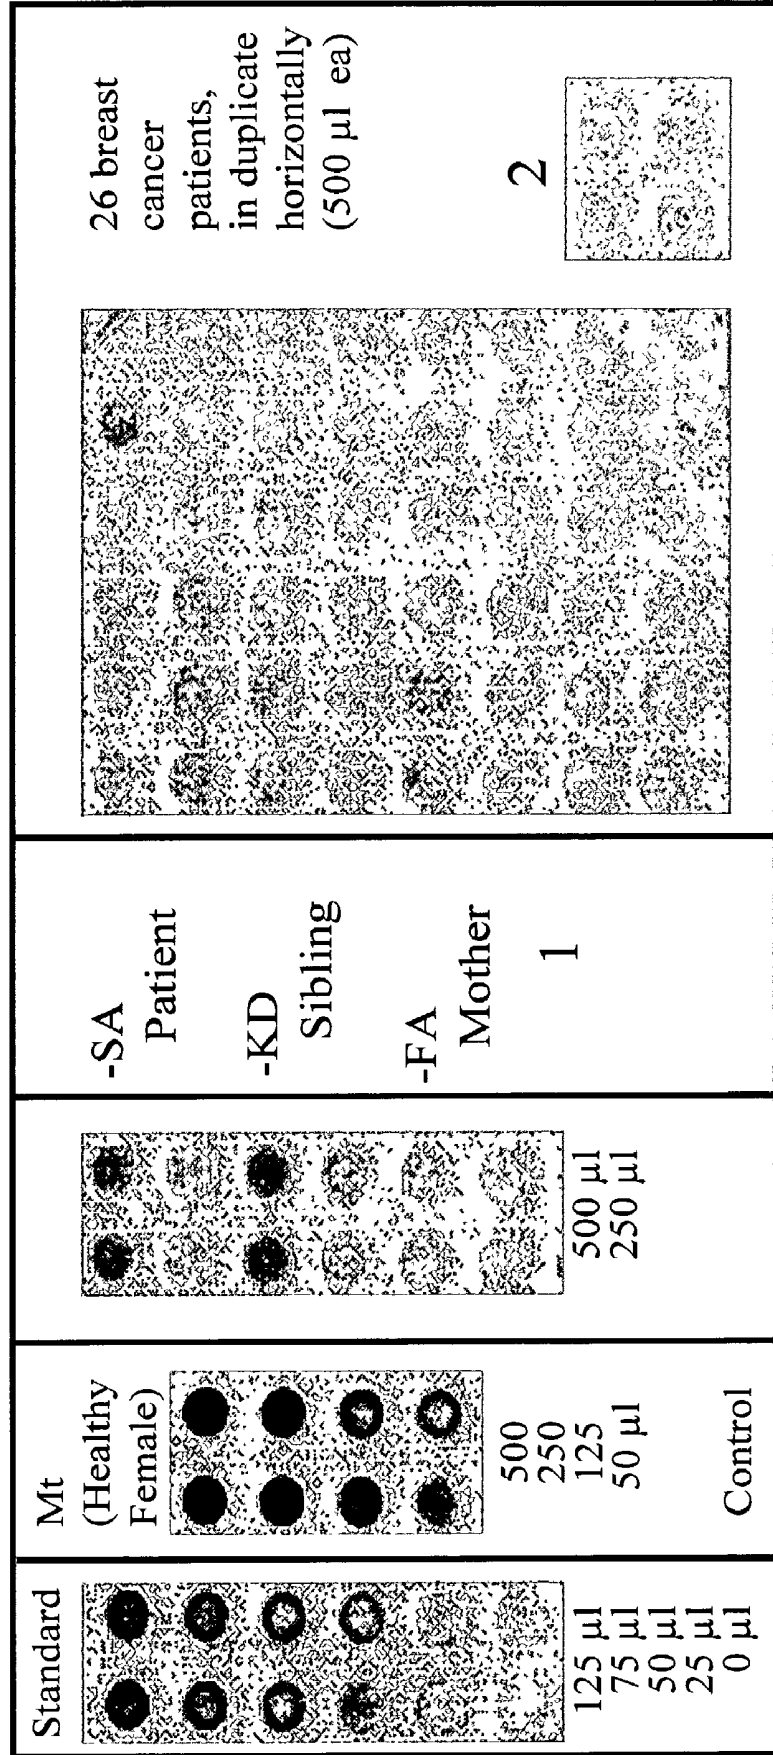 Standard
125 µl
75 µl
50 µl
25 µl
0 µl
Mt
(Healthy
Female)
500
250
125
50 µl
Control
500 µl
250 µl
-SA
Patient
-KD
Sibling
-FA
Mother
1
26 breast
cancer
patients,
in duplicate
horizontally
(500 µl ea)
2